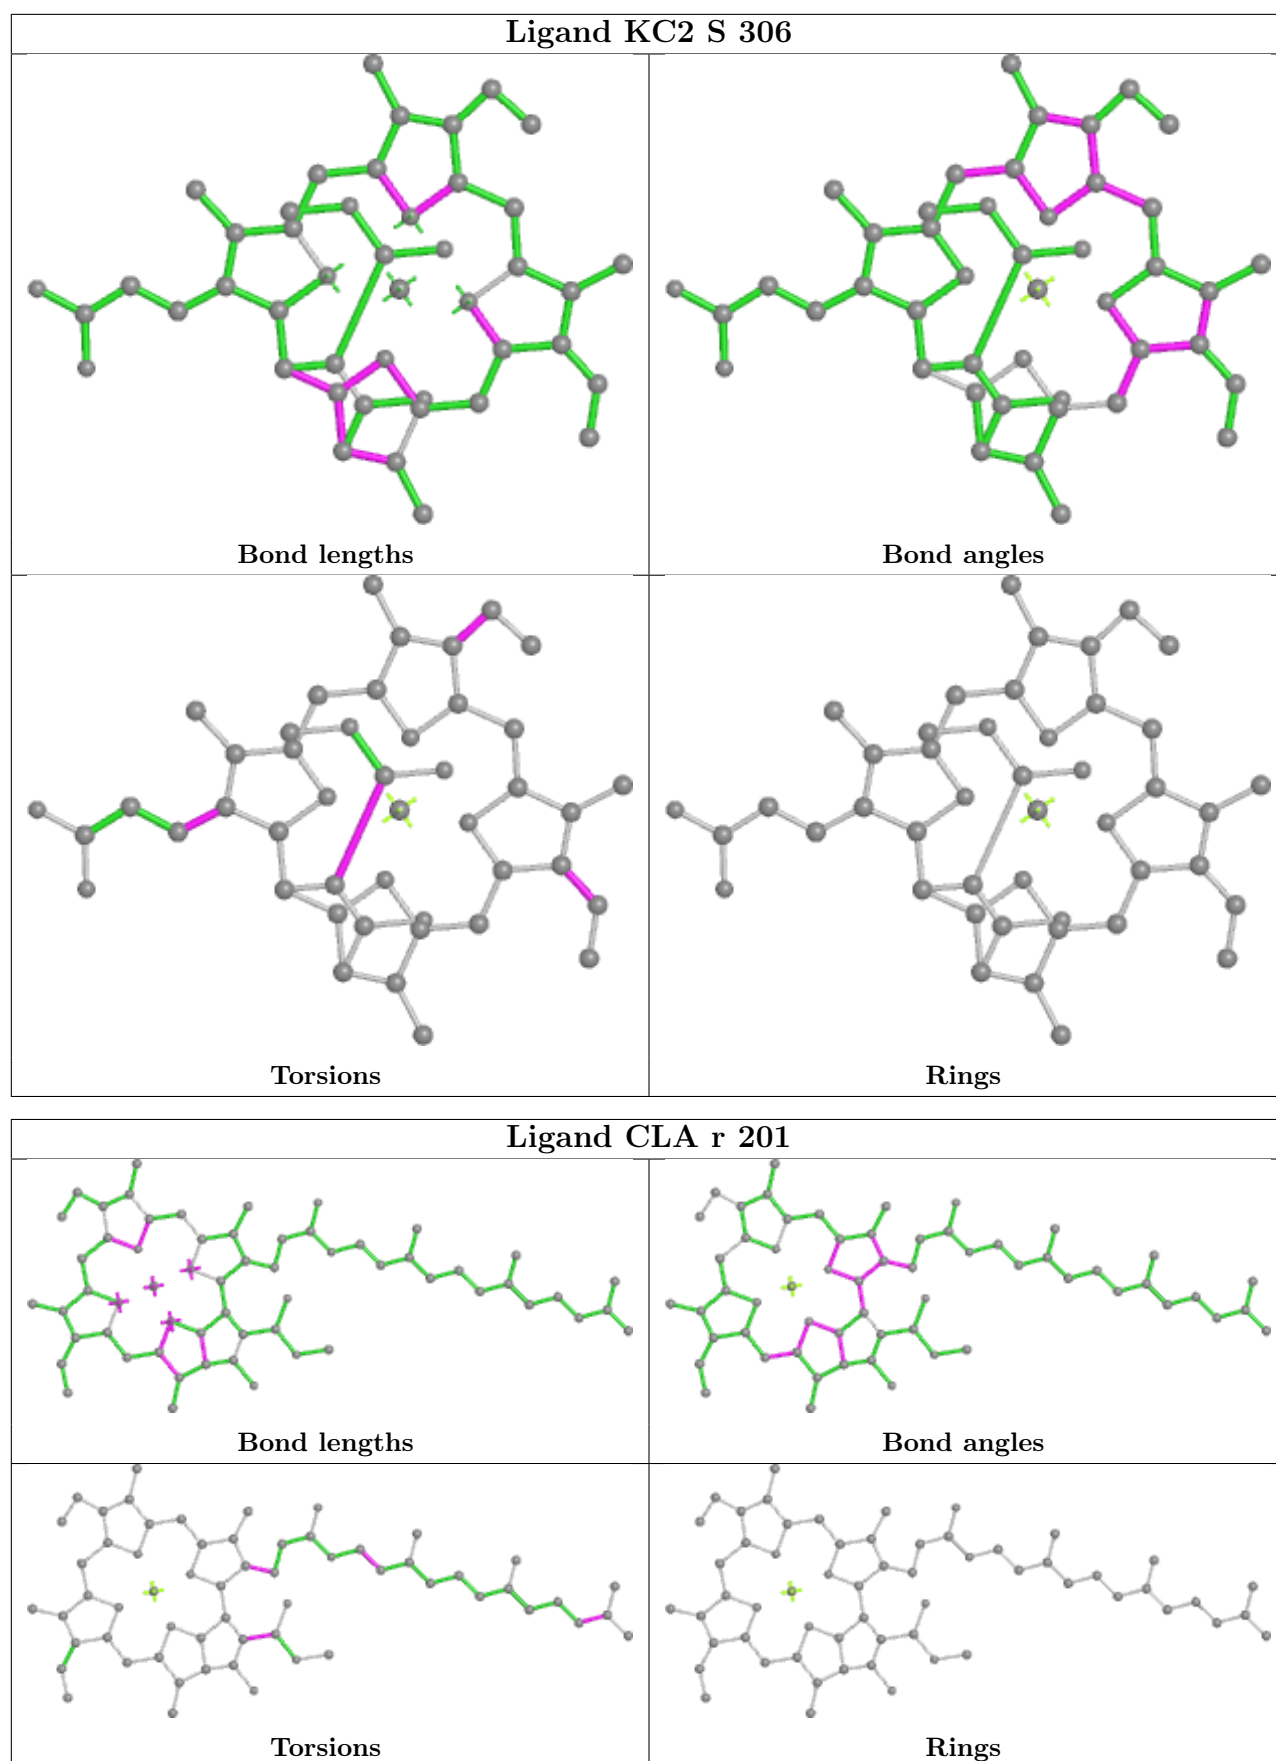 Ligand KC2 S 306
Bond lengths
Bond angles
Torsions
Rings
Ligand CLA r 201
Bond lengths
Bond angles
Torsions
Rings